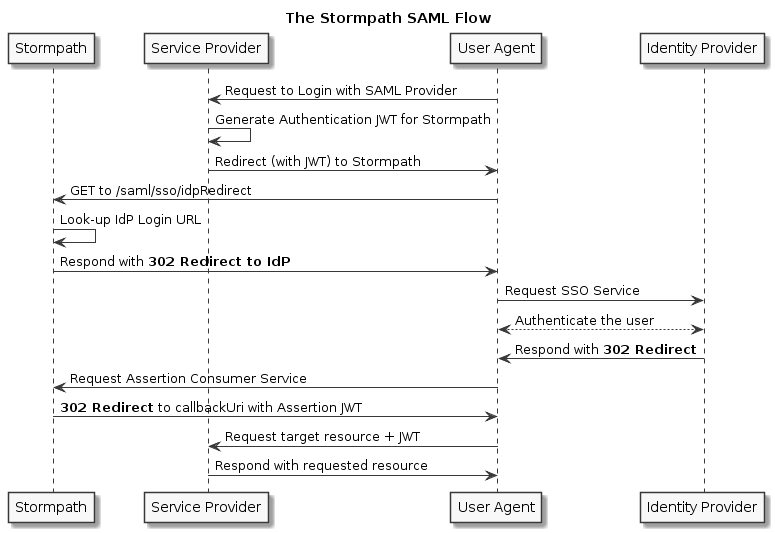 The Stormpath SAML Flow
Stormpath Service Provider User Agent Identity Provider
Request to Login with SAML Provider
Generate Authentication JWT for Stormpath
Redirect (with JWT) to Stormpath
GET to /saml/sso/idpRedirect
Look-up IdP Login URL
Respond with 302 Redirect to IdP
Request SSO Service
Authenticate the user
Respond with 302 Redirect
Request Assertion Consumer Service
302 Redirect to callbackUri with Assertion JWT
Request target resource + JWT
Respond with requested resource
Stormpath Service Provider User Agent Identity Provider